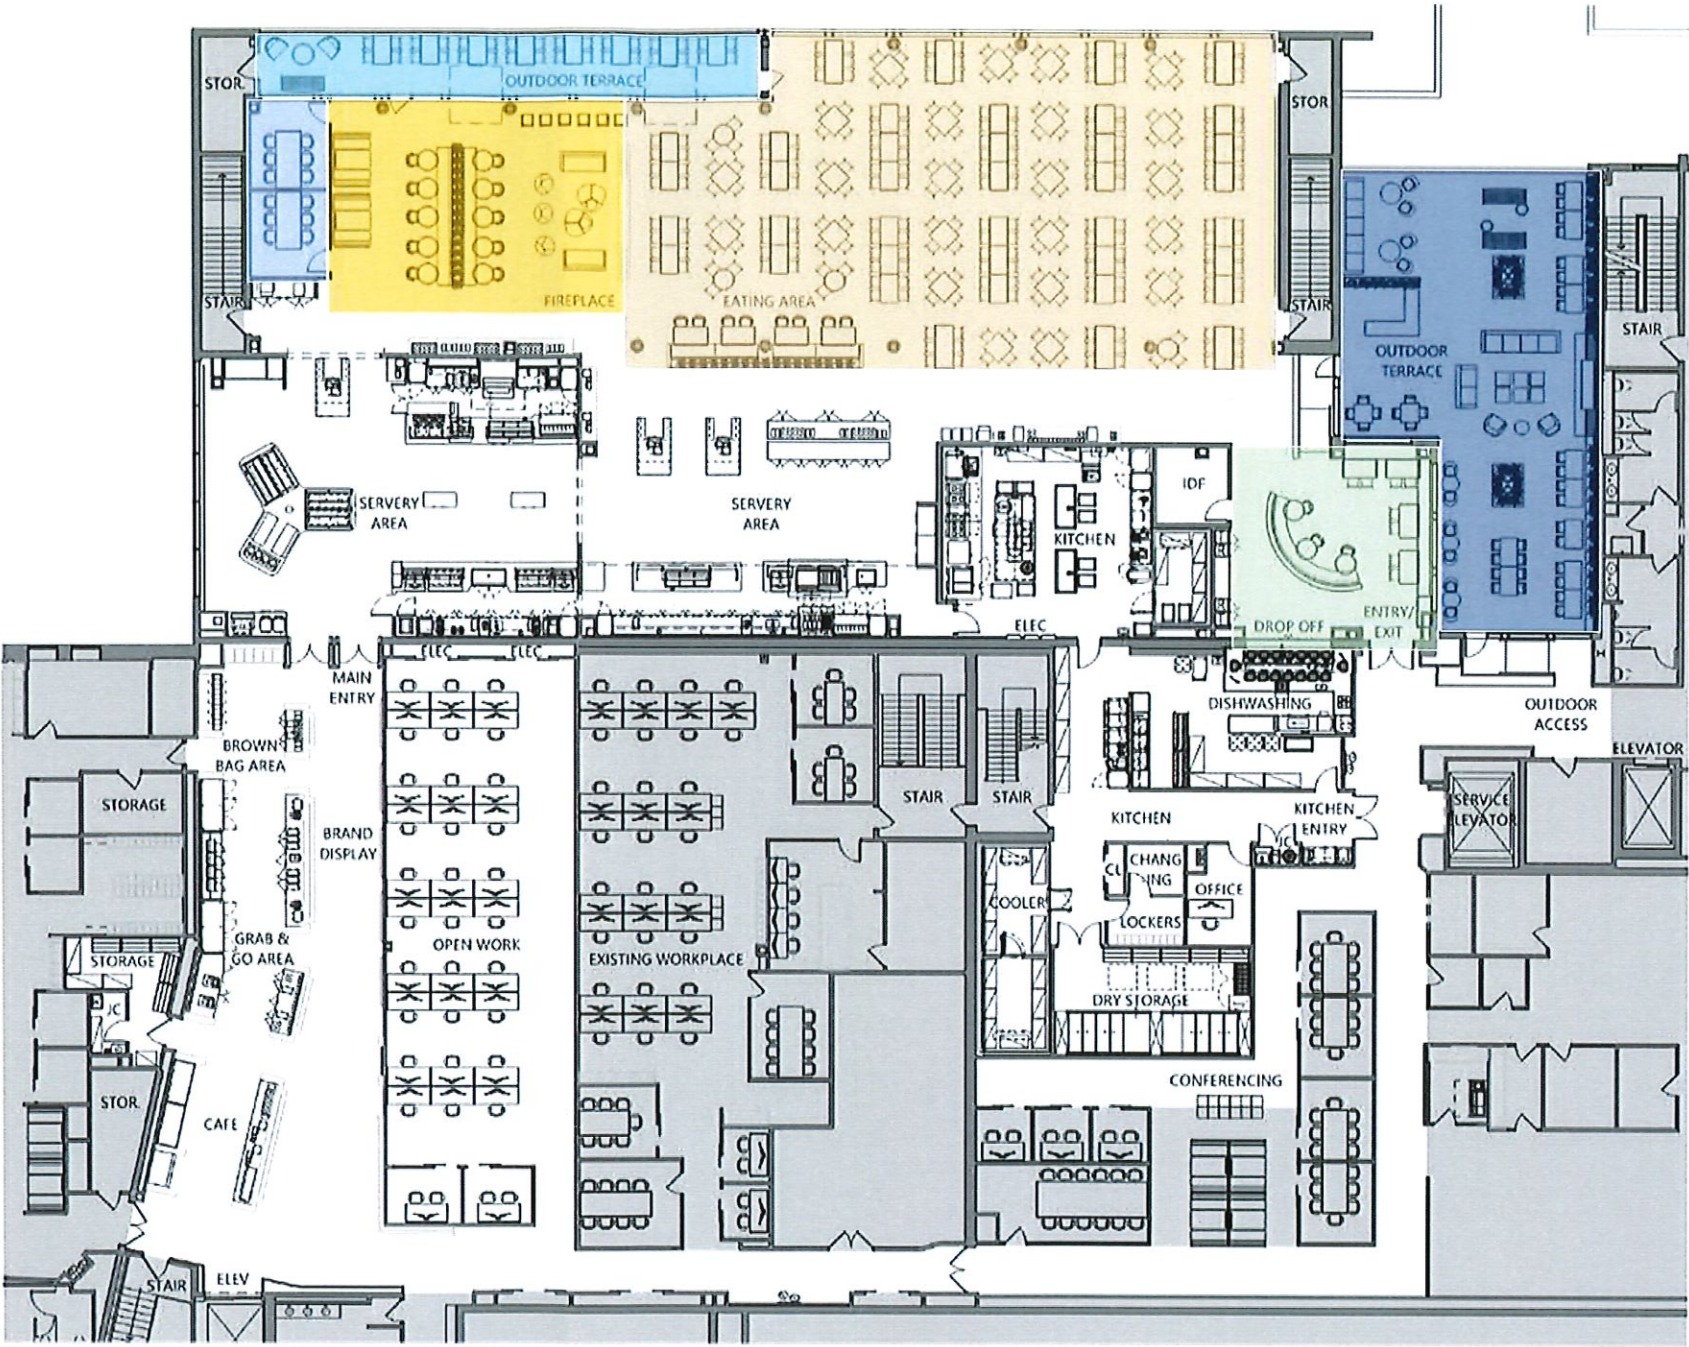 STOR.
OUTDOOR TERRACE
STOR.
FIREPLACE
EATING AREA
STAIR
STAIR
STAIR
OUTDOOR
TERRACE
SERVERY
AREA
SERVERY
AREA
KITCHEN
IDF
ELEC
DROP OFF
ENTRY/
EXIT
ELEC
ELEC
MAIN
ENTRY
DISHWASHING
OUTDOOR
ACCESS
BROWN
BAG AREA
ELEVATOR
STORAGE
STAIR
STAIR
KITCHEN
KITCHEN
ENTRY
SERVICE
ELEVATOR
BRAND
DISPLAY
JC
CL
CHANG
ING
OFFICE
COOLER
LOCKERS
GRAB &
GO AREA
OPEN WORK
EXISTING WORKPLACE
STORAGE
DRY STORAGE
JC
STOR.
CAFE
CONFERENCING
STAIR
ELEV